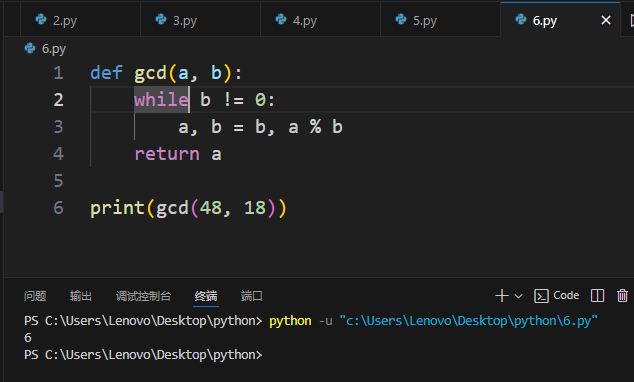 2.py 3.py 4.py 5.py 6.py
6.py
1 def gcd(a, b):
2     while b != 0:
3         a, b = b, a % b
4     return a
5
6 print(gcd(48, 18))
问题 输出 调试控制台 终端 端口 Code
PS C:\Users\Lenovo\Desktop\python> python -u "c:\Users\Lenovo\Desktop\python\6.py"
6
PS C:\Users\Lenovo\Desktop\python>